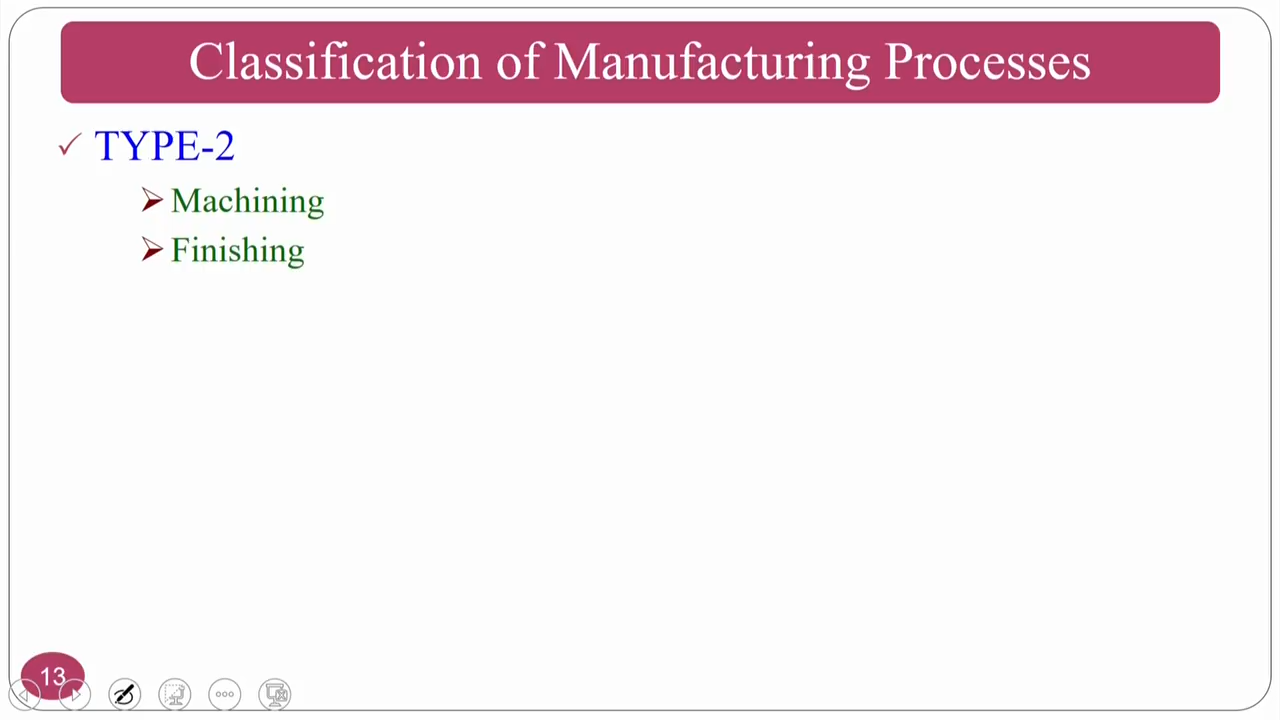 Classification of Manufacturing Processes
✓ TYPE-2
➢ Machining
➢ Finishing
13